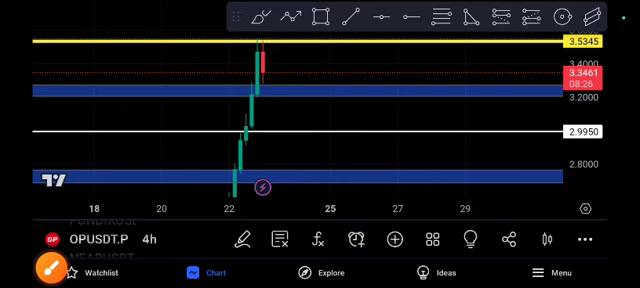 3.5345
3.4000
3.3461
08:26
3.2000
2.9950
2.8000
18 20 22 25 27 29
OPUSDT.P 4h
Watchlist Chart Explore Ideas Menu